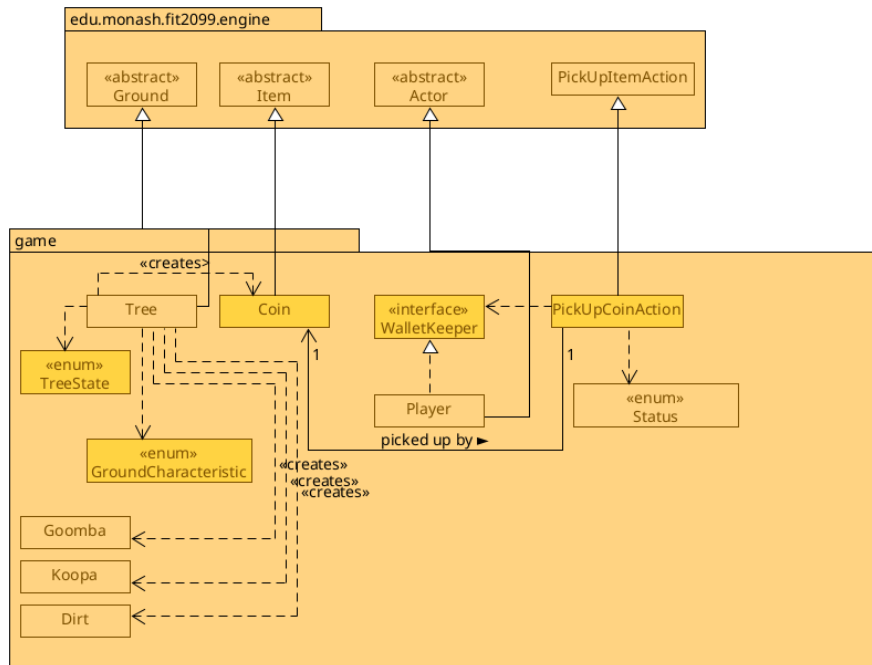 edu.monash.fit2099.engine
«abstract»
Ground
«abstract»
Item
«abstract»
Actor
PickUpItemAction
game
«creates»
Tree
Coin
«interface»
WalletKeeper
PickUpCoinAction
1
1
«enum»
TreeState
«enum»
Status
Player
picked up by ►
«enum»
GroundCharacteristic
«creates»
«creates»
«creates»
Goomba
Koopa
Dirt